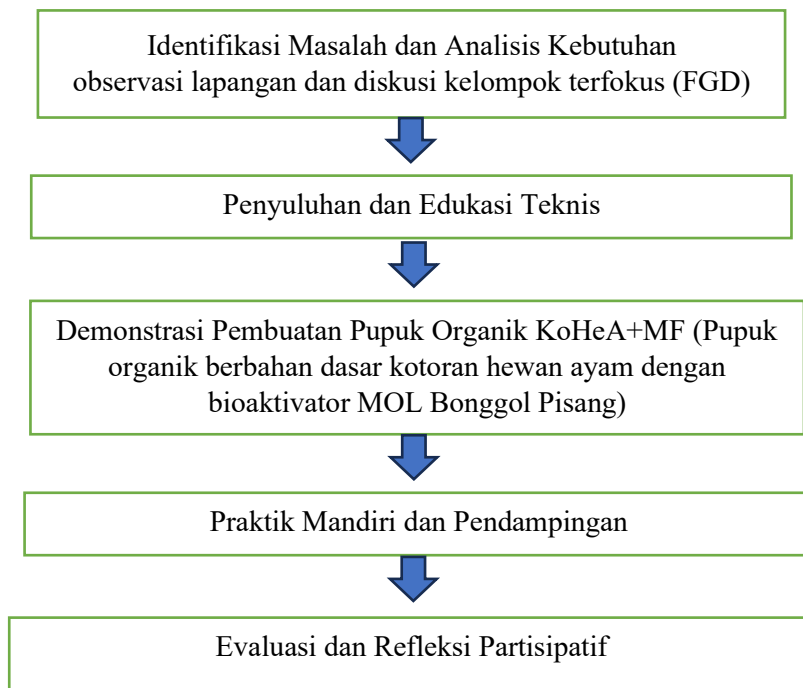 Identifikasi Masalah dan Analisis Kebutuhan
observasi lapangan dan diskusi kelompok terfokus (FGD)
Penyuluhan dan Edukasi Teknis
Demonstrasi Pembuatan Pupuk Organik KoHeA+MF (Pupuk
organik berbahan dasar kotoran hewan ayam dengan
bioaktivator MOL Bonggol Pisang)
Praktik Mandiri dan Pendampingan
Evaluasi dan Refleksi Partisipatif